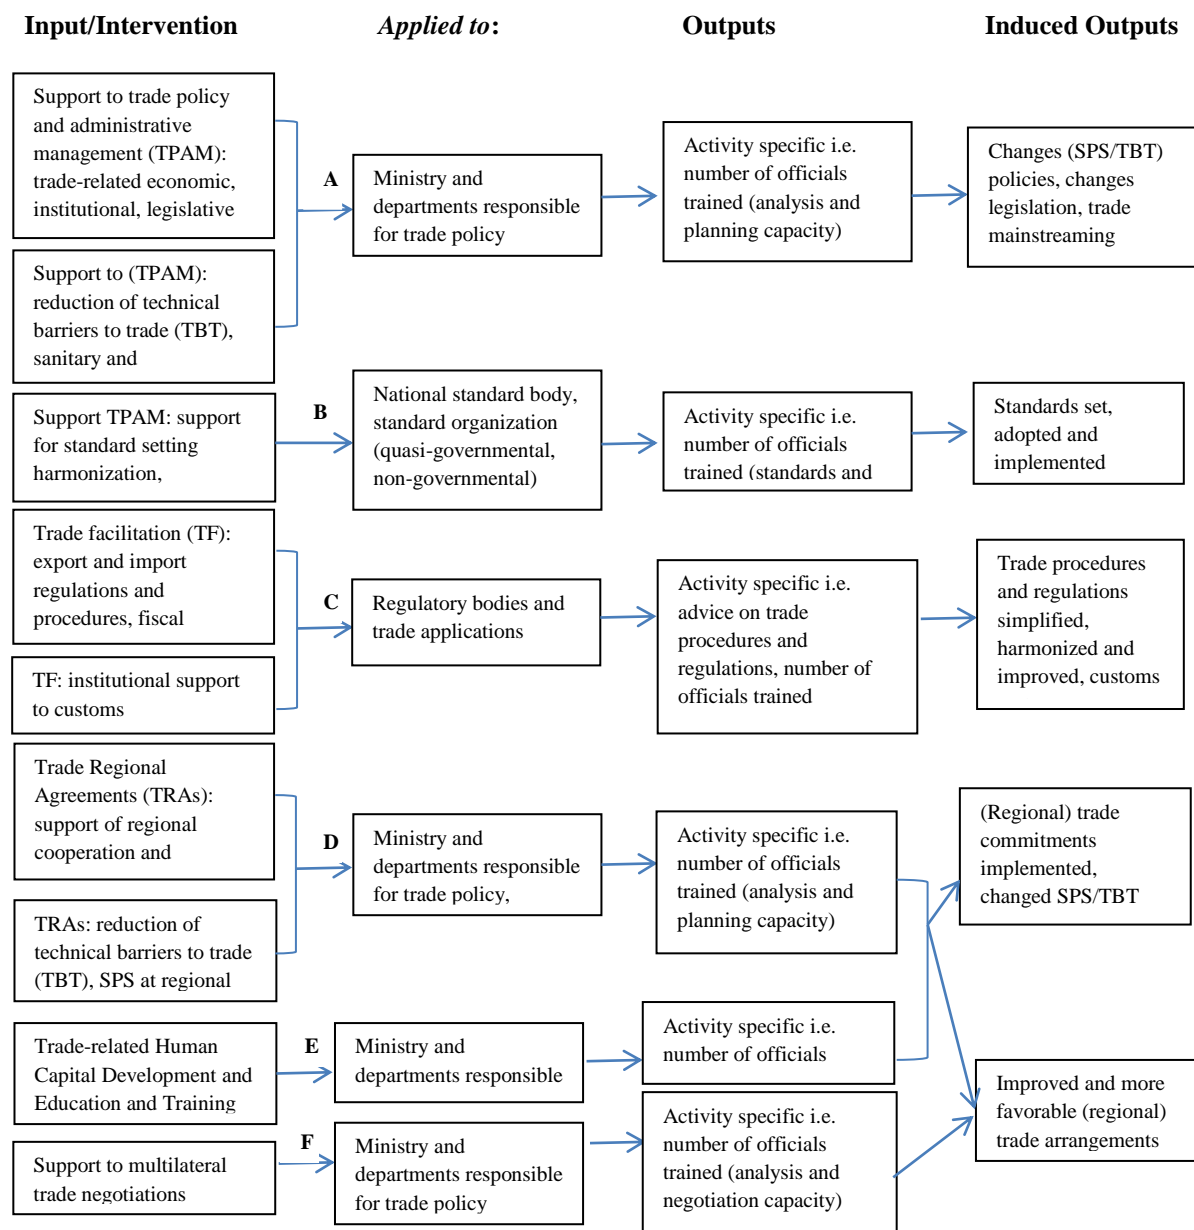 Input/Intervention
Applied to:
Outputs
Induced Outputs
Support to trade policy
and administrative
management (TPAM):
trade-related economic,
institutional, legislative
Support to (TPAM):
reduction of technical
barriers to trade (TBT),
sanitary and
A
Ministry and
departments responsible
for trade policy
Activity specific i.e.
number of officials
trained (analysis and
planning capacity)
Changes (SPS/TBT)
policies, changes
legislation, trade
mainstreaming
Support TPAM: support
for standard setting
harmonization,
B
National standard body,
standard organization
(quasi-governmental,
non-governmental)
Activity specific i.e.
number of officials
trained (standards and
Standards set,
adopted and
implemented
Trade facilitation (TF):
export and import
regulations and
procedures, fiscal
TF: institutional support
to customs
C
Regulatory bodies and
trade applications
Activity specific i.e.
advice on trade
procedures and
regulations, number of
officials trained
Trade procedures
and regulations
simplified,
harmonized and
improved, customs
Trade Regional
Agreements (TRAs):
support of regional
cooperation and
TRAs: reduction of
technical barriers to trade
(TBT), SPS at regional
D
Ministry and
departments responsible
for trade policy,
Activity specific i.e.
number of officials
trained (analysis and
planning capacity)
(Regional) trade
commitments
implemented,
changed SPS/TBT
Trade-related Human
Capital Development and
Education and Training
E
Ministry and
departments responsible
Activity specific i.e.
number of officials
Improved and more
favorable (regional)
trade arrangements
Support to multilateral
trade negotiations
F
Ministry and
departments responsible
for trade policy
Activity specific i.e.
number of officials
trained (analysis and
negotiation capacity)